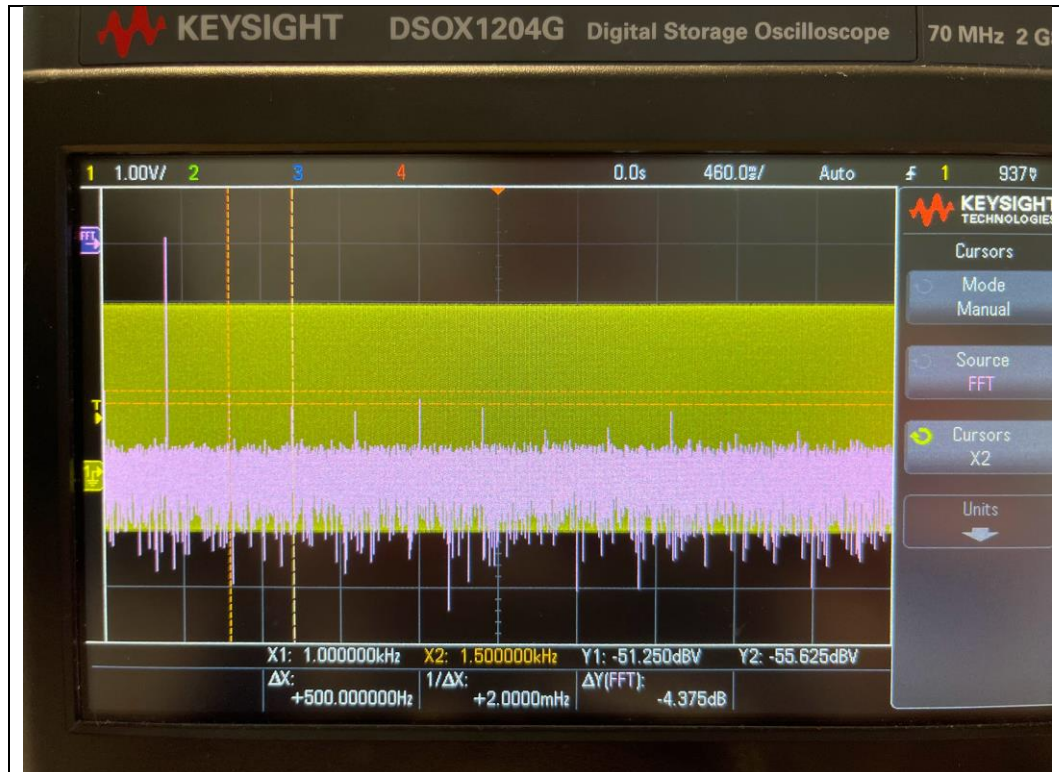 KEYSIGHT DSOX1204G Digital Storage Oscilloscope 70 MHz 2 G
1 1.00V/ 2 3 4 0.0s 460.0ms/ Auto 1 937
KEYSIGHT
TECHNOLOGIES
Cursors
Mode
Manual
Source
FFT
Cursors
X2
Units
FFT
T
1
X1: 1.000000kHz X2: 1.500000kHz Y1: -51.250dBV Y2: -55.625dBV
ΔX: 1/ΔX: ΔY(FFT):
+500.000000Hz +2.0000mHz -4.375dB